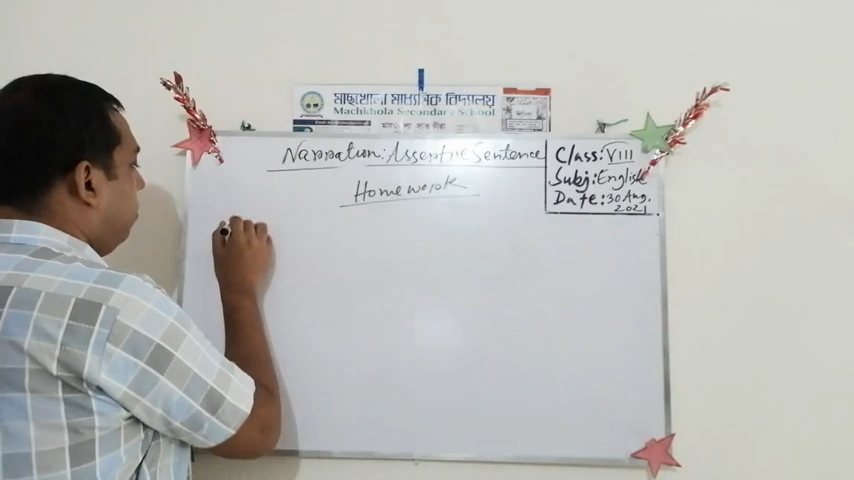 মাছখোলা মাধ্যমিক বিদ্যালয়
Machkhola Secondary School
Narration: Assertive Sentence
Homework
Class: VIII
Subj: English
Date: 30 Aug.
2021